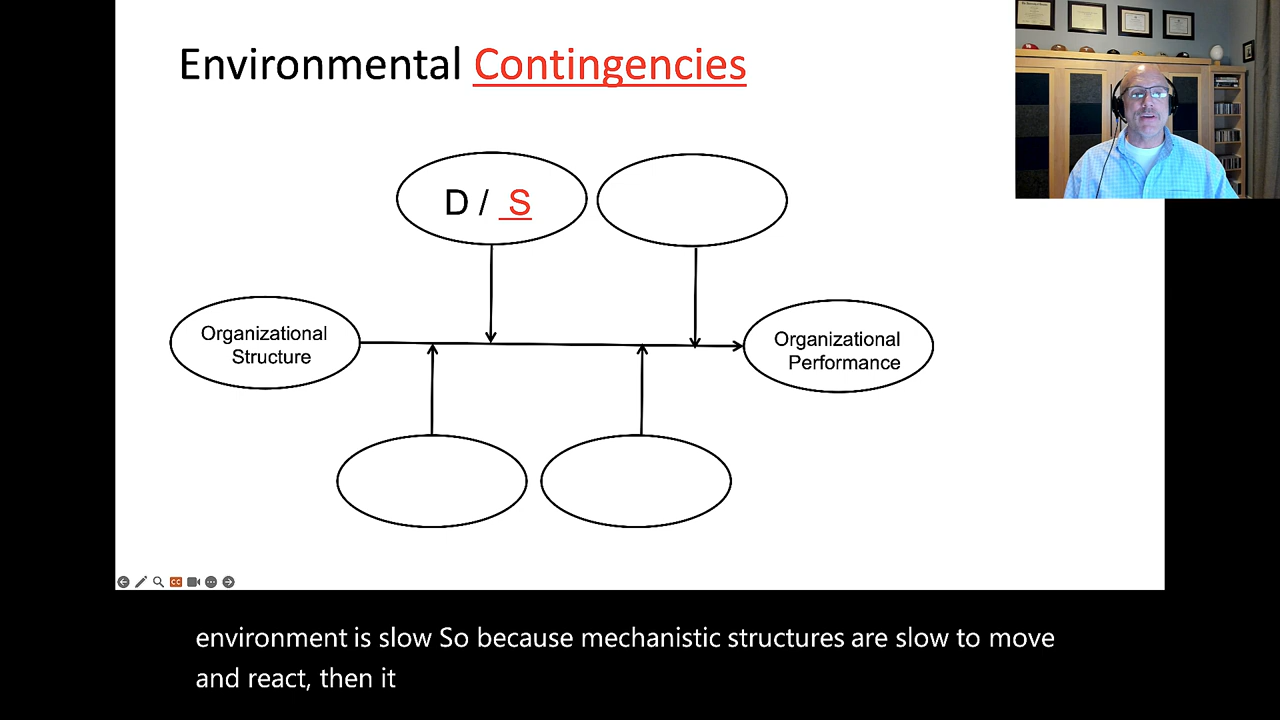 Environmental Contingencies
D / S
Organizational
Structure
Organizational
Performance
CC
environment is slow So because mechanistic structures are slow to move
and react, then it